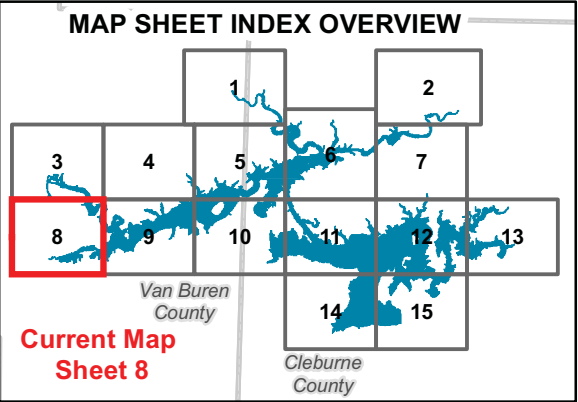 MAP SHEET INDEX OVERVIEW
1
2
3
4
5
6
7
8
9
10
11
12
13
14
15
Van Buren
County
Current Map
Sheet 8
Cleburne
County